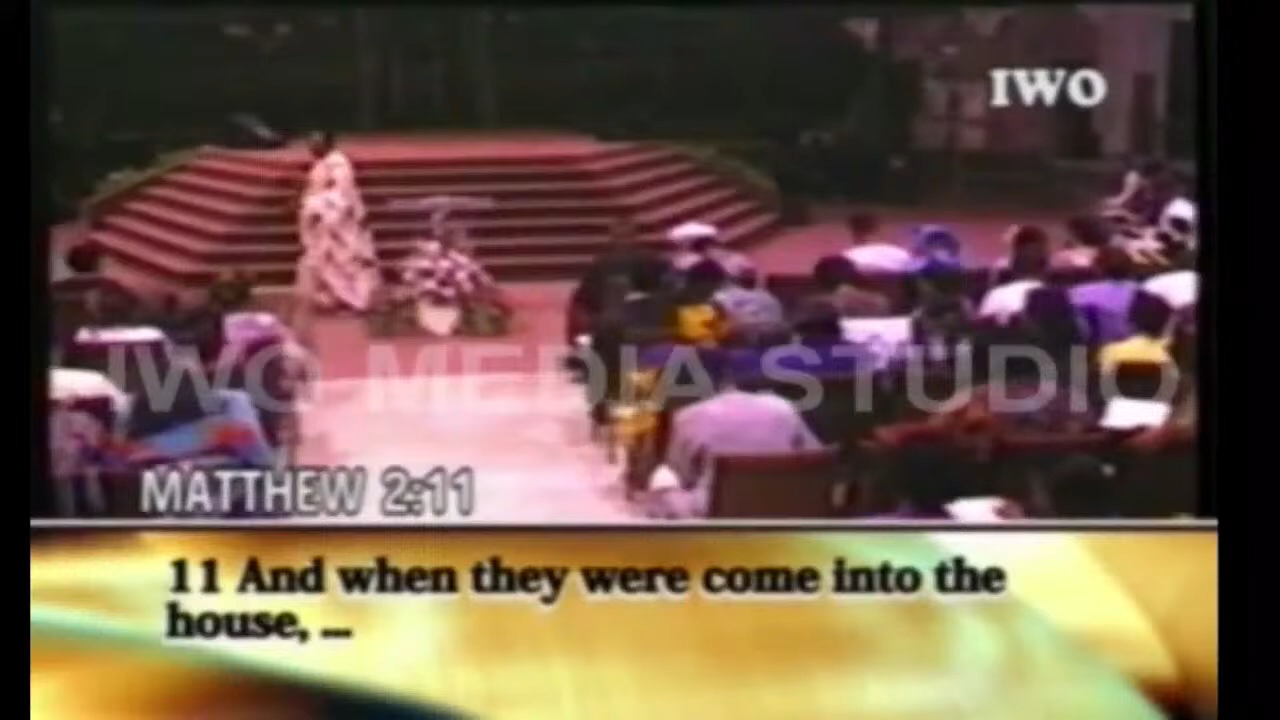 IWO
IWO MEDIA STUDIO
MATTHEW 2:11
11 And when they were come into the
house, ...